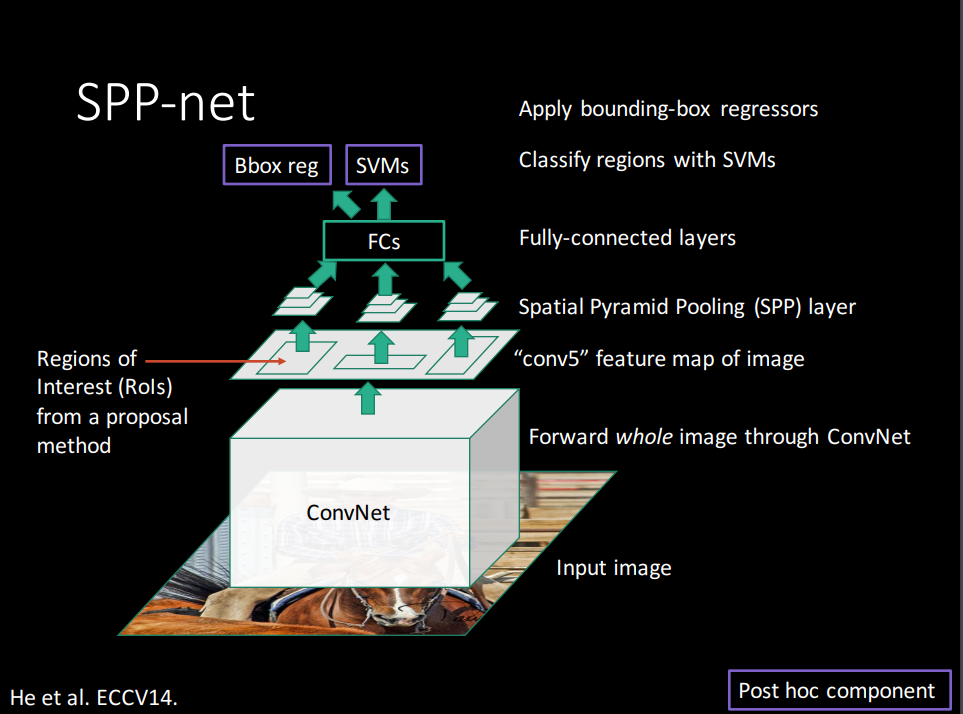 SPP-net
Apply bounding-box regressors
Bbox reg
SVMs
Classify regions with SVMs
FCs
Fully-connected layers
Spatial Pyramid Pooling (SPP) layer
Regions of
Interest (RoIs)
from a proposal
method
“conv5” feature map of image
Forward whole image through ConvNet
ConvNet
Input image
He et al. ECCV14.
Post hoc component